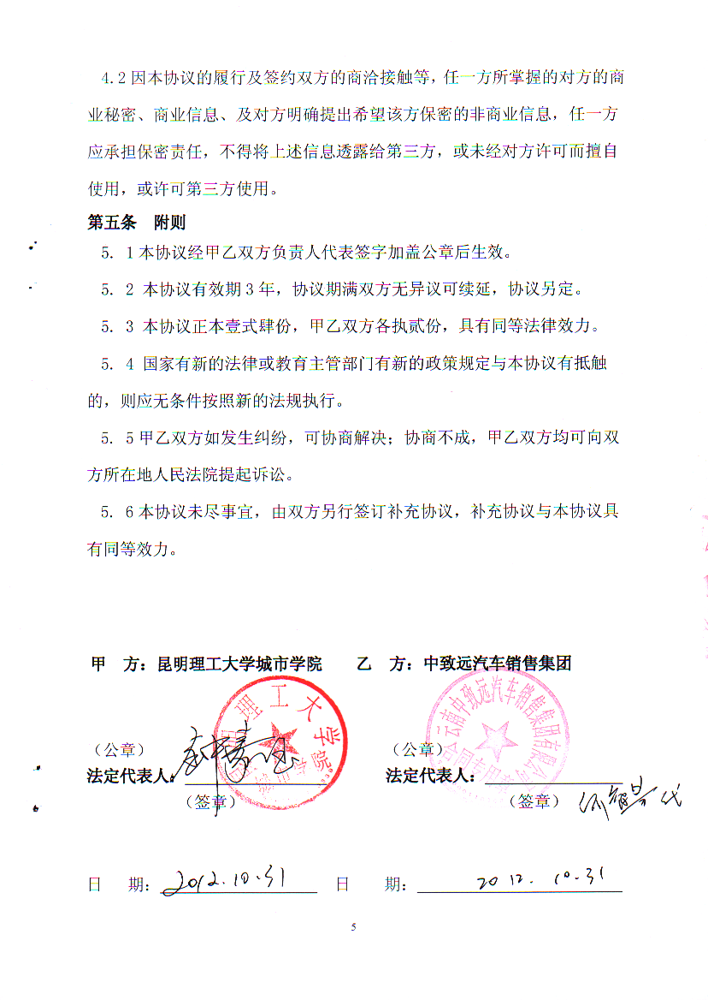 4.2因本协议的履行及签约双方的商洽接触等，任一方所掌握的对方的商
业秘密、商业信息、及对方明确提出希望该方保密的非商业信息，任一方
应承担保密责任，不得将上述信息透露给第三方，或未经对方许可而擅自
使用，或许可第三方使用。
第五条 附则
5. 1本协议经甲乙双方负责人代表签字加盖公章后生效。
5. 2 本协议有效期3年，协议期满双方无异议可续延，协议另定。
5. 3 本协议正本壹式肆份，甲乙双方各执贰份，具有同等法律效力。
5. 4 国家有新的法律或教育主管部门有新的政策规定与本协议有抵触
的，则应无条件按照新的法规执行。
5. 5甲乙双方如发生纠纷，可协商解决；协商不成，甲乙双方均可向双
方所在地人民法院提起诉讼。
5. 6本协议未尽事宜，由双方另行签订补充协议，补充协议与本协议具
有同等效力。
甲 方：昆明理工大学城市学院 乙 方：中致远汽车销售集团
理工大学
城市学院
云南中致远汽车销售集团有限公司
合同专用章
（公章） （公章）
法定代表人： 法定代表人：
（签章） （签章） 代
日 期：2012.10.31 日 期：2012.10.31
5